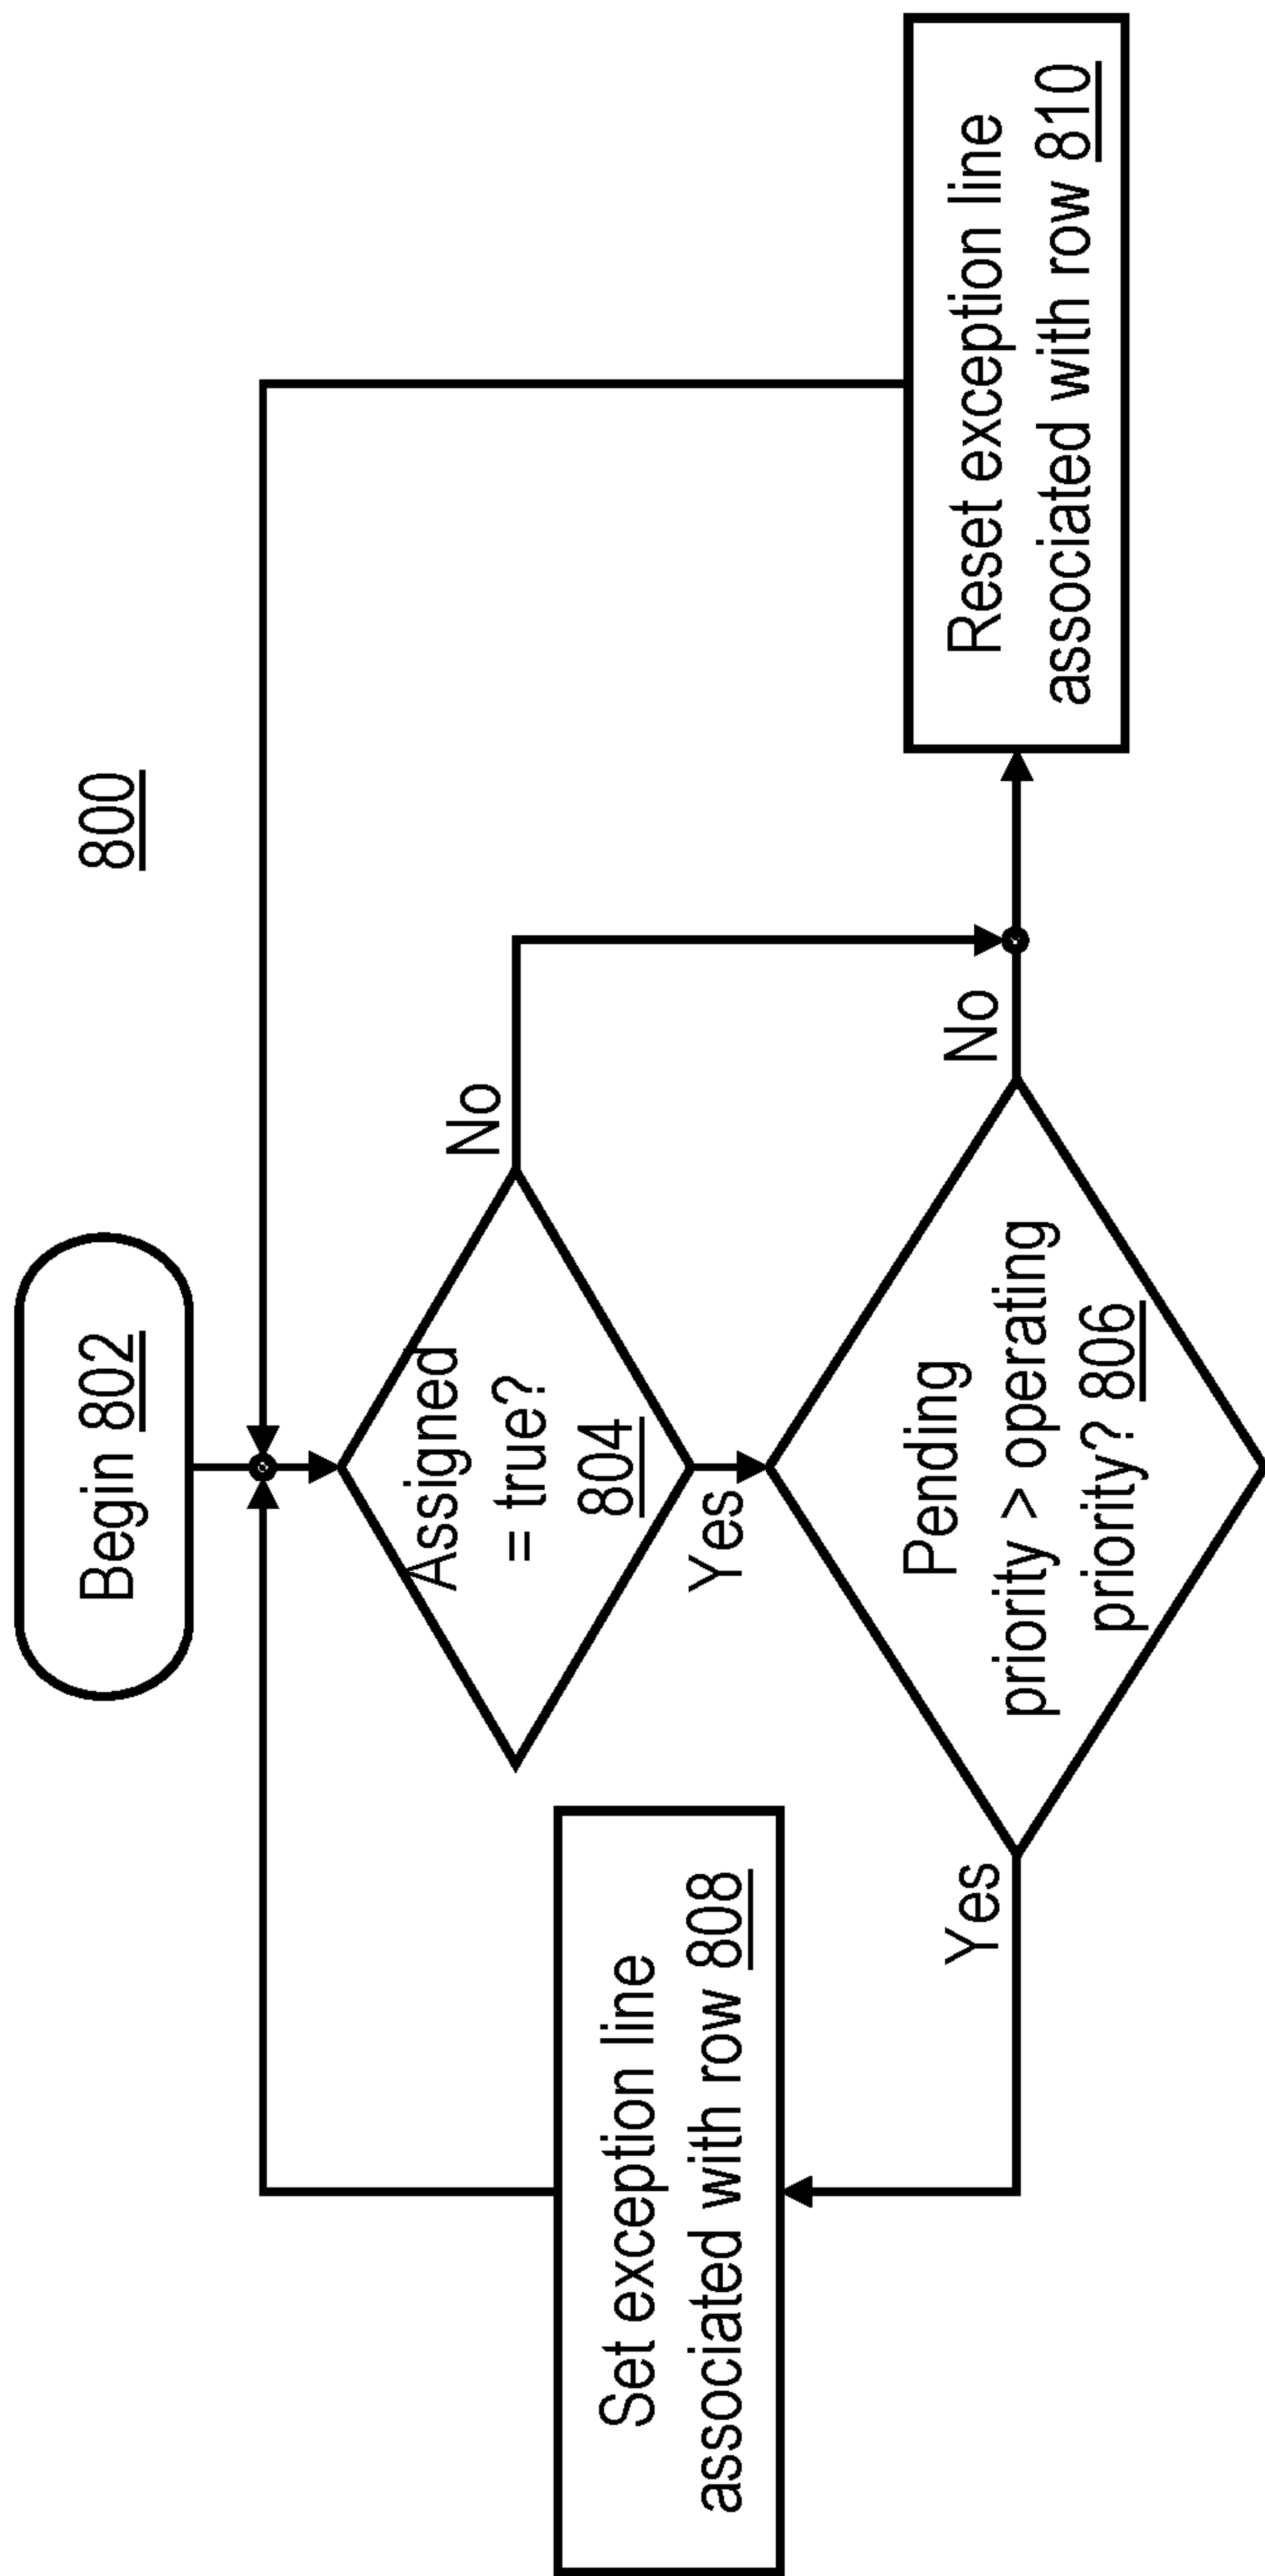 800
Begin 802
Assigned
= true?
804
No
Yes
Pending
priority > operating
priority? 806
Yes
No
Set exception line
associated with row 808
Reset exception line
associated with row 810